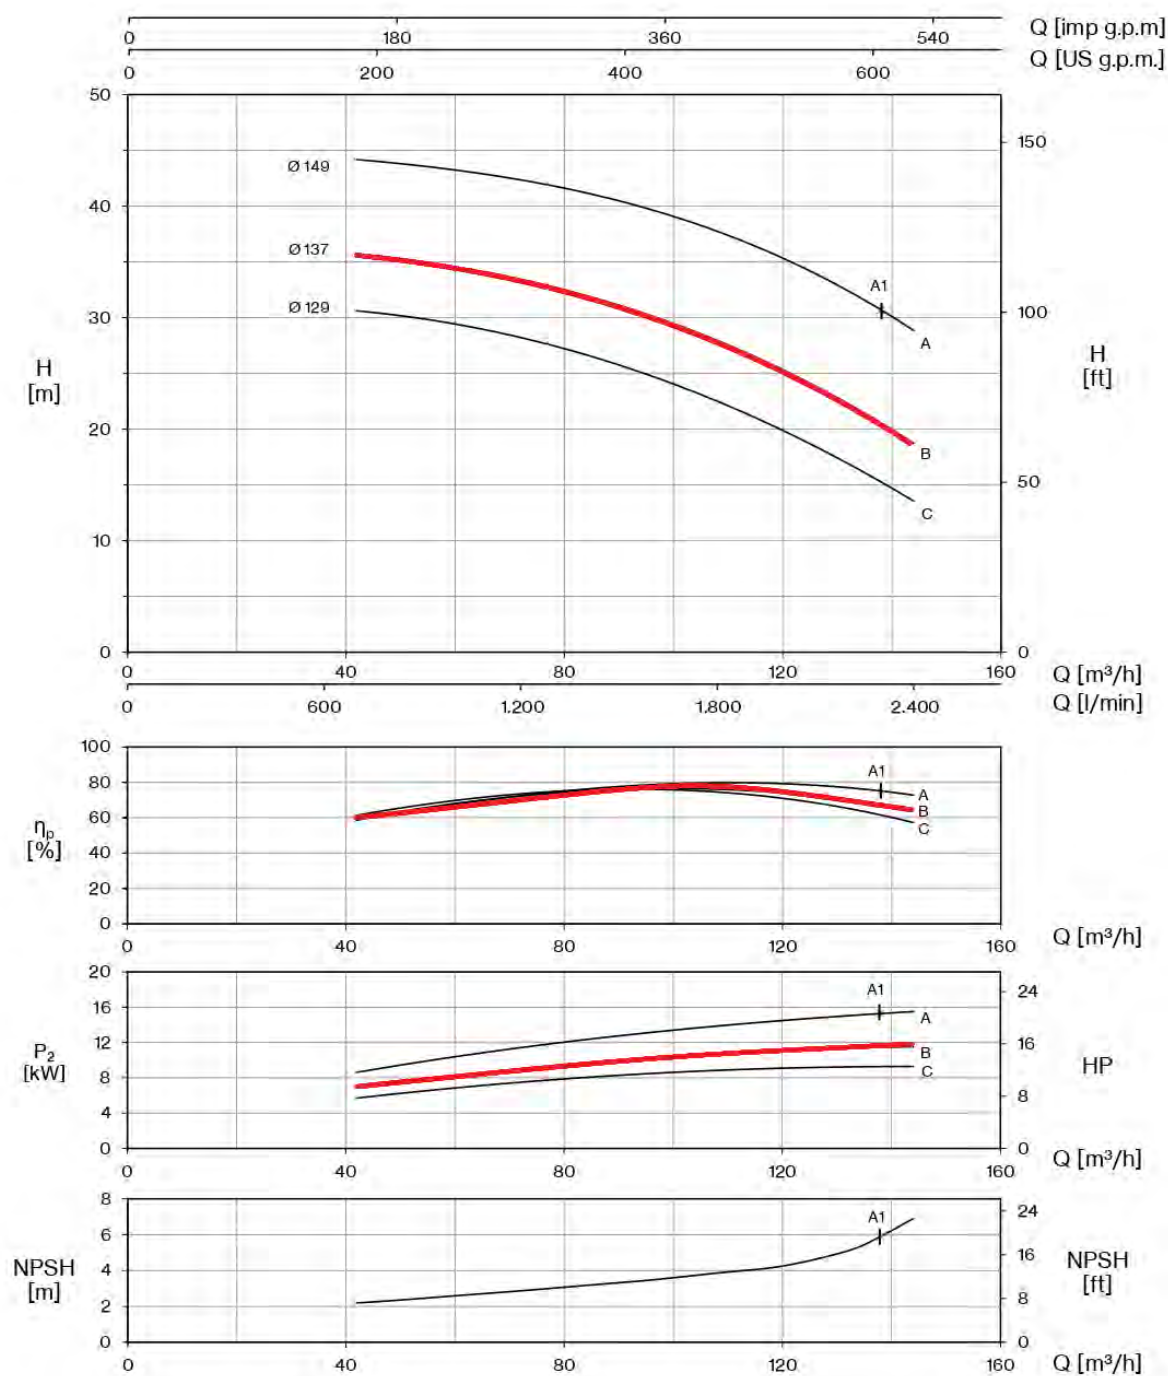 0 180 360 540 Q [imp g.p.m]
0 200 400 600 Q [US g.p.m.]
50
150
Ø 149
40
Ø 137
A1
Ø 129
30
100
A
H
[m]
H
[ft]
20
B
50
C
10
0
0
0 40 80 120 160 Q [m³/h]
0 600 1.200 1.800 2.400 Q [l/min]
100
80
A1
A
60
B
C
ηp
[%]
40
20
0
0 40 80 120 160 Q [m³/h]
20
24
A1
16
A
12
16
P2
[kW]
B
HP
8
C
8
4
0
0
0 40 80 120 160 Q [m³/h]
8
24
A1
6
16
NPSH
[m]
NPSH
[ft]
4
8
2
0
0
0 40 80 120 160 Q [m³/h]